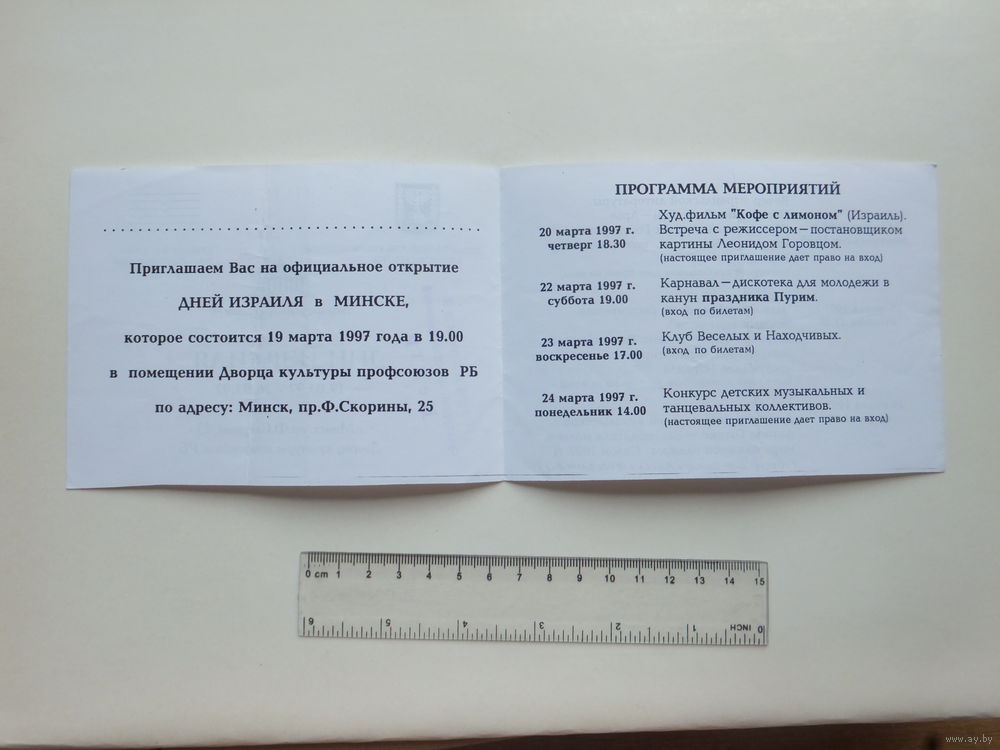 . . . . . . . . . . . . . . . . . . . . . . . . . . . . . . . . . . . . . . . . . . . . . . .
Приглашаем Вас на официальное открытие
ДНЕЙ ИЗРАИЛЯ в МИНСКЕ,
которое состоится 19 марта 1997 года в 19.00
в помещении Дворца культуры профсоюзов РБ
по адресу: Минск, пр.Ф.Скорины, 25
ПРОГРАММА МЕРОПРИЯТИЙ
20 марта 1997 г.
четверг 18.30
Худ.фильм "Кофе с лимоном" (Израиль).
Встреча с режиссером—постановщиком
картины Леонидом Горовцом.
(настоящее приглашение дает право на вход)
22 марта 1997 г.
суббота 19.00
Карнавал—дискотека для молодежи в
канун праздника Пурим.
(вход по билетам)
23 марта 1997 г.
воскресенье 17.00
Клуб Веселых и Находчивых.
(вход по билетам)
24 марта 1997 г.
понедельник 14.00
Конкурс детских музыкальных и
танцевальных коллективов.
(настоящее приглашение дает право на вход)
0 cm 1 2 3 4 5 6 7 8 9 10 11 12 13 14 15
6 5 4 3 2 1 INCH 0
www.ay.by